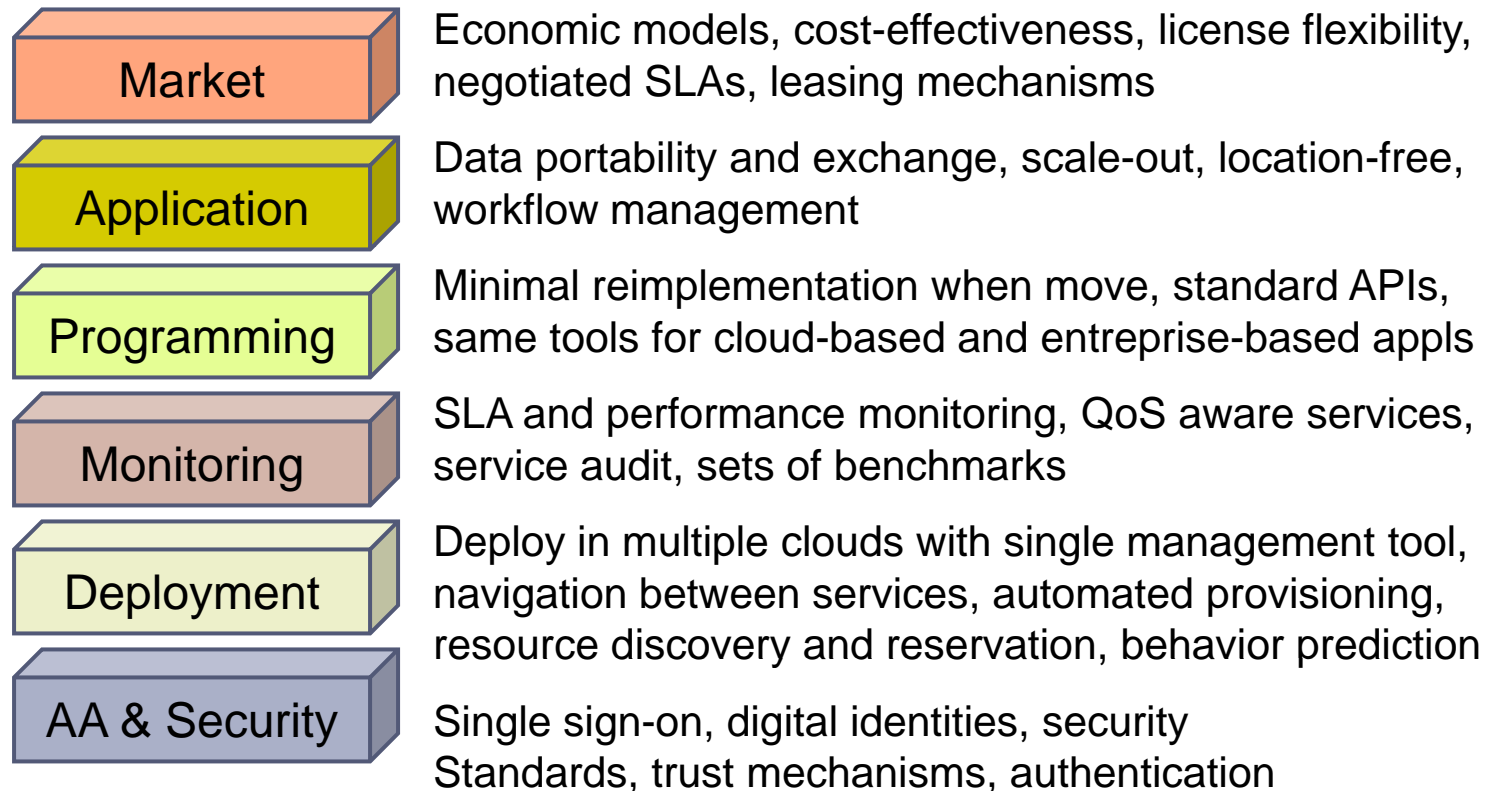 Market
Economic models, cost-effectiveness, license flexibility,
negotiated SLAs, leasing mechanisms
Application
Data portability and exchange, scale-out, location-free,
workflow management
Programming
Minimal reimplementation when move, standard APIs,
same tools for cloud-based and entreprise-based appls
Monitoring
SLA and performance monitoring, QoS aware services,
service audit, sets of benchmarks
Deployment
Deploy in multiple clouds with single management tool,
navigation between services, automated provisioning,
resource discovery and reservation, behavior prediction
AA & Security
Single sign-on, digital identities, security
Standards, trust mechanisms, authentication